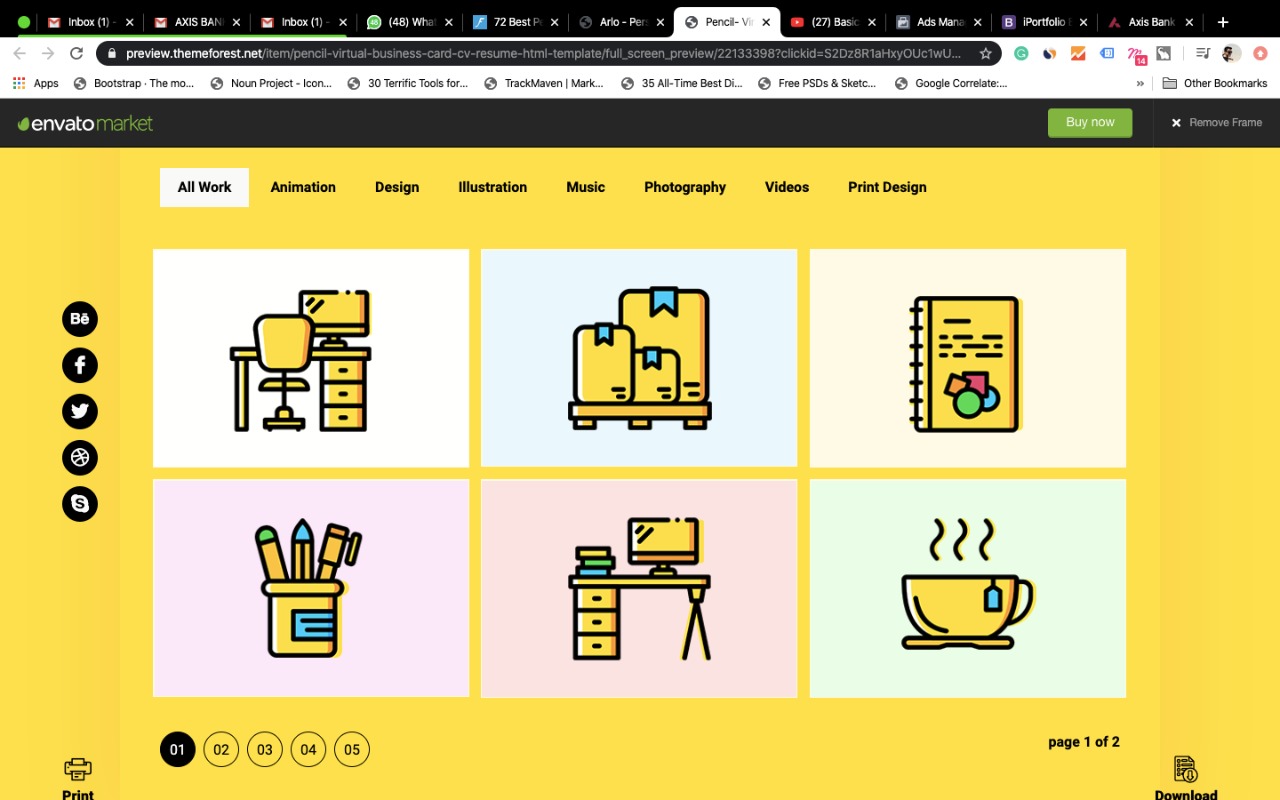 Inbox (1) -
AXIS BAN
Inbox (1) -
(48) What
72 Best P
Arlo - Pers
Pencil- Vi
(27) Basic
Ads Mana
iPortfolio
Axis Bank
preview.themeforest.net/item/pencil-virtual-business-card-cv-resume-html-template/full_screen_preview/22133398?clickid=S2Dz8R1aHxyOUc1wU...
14
Apps
Bootstrap · The mo...
Noun Project - Icon...
30 Terrific Tools for...
TrackMaven | Mark...
35 All-Time Best Di...
Free PSDs & Sketc...
Google Correlate:...
Other Bookmarks
envatomarket
Buy now
Remove Frame
All Work
Animation
Design
Illustration
Music
Photography
Videos
Print Design
Bē
01
02
03
04
05
page 1 of 2
Print
Download